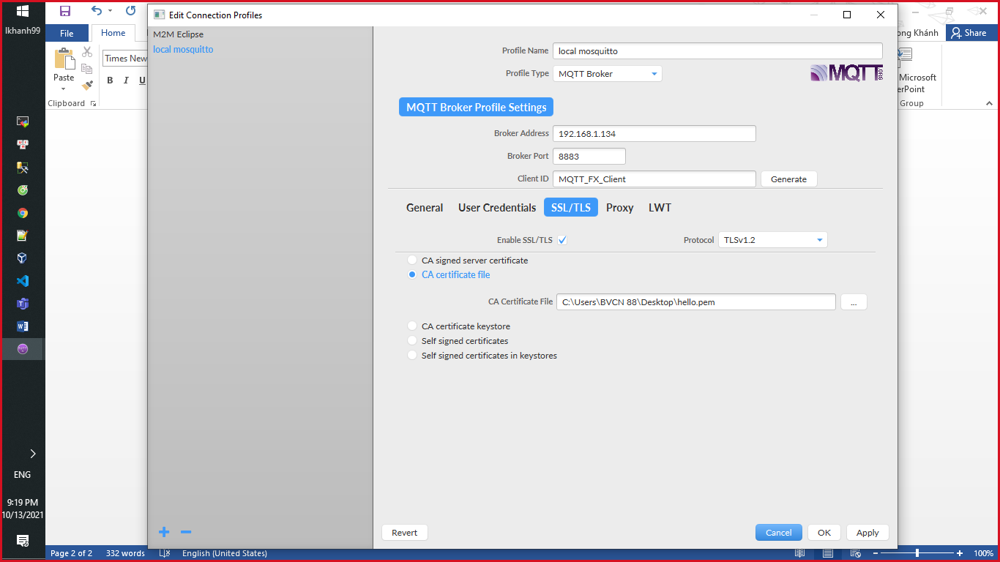 Edit Connection Profiles
lkhanh99
File
Home
ong Khánh
Share
M2M Eclipse
local mosquitto
Profile Name
local mosquitto
Profile Type
MQTT Broker
MQTT
.ORG
Times New
Paste
B I U
Clipboard
Microsoft
erPoint
Group
MQTT Broker Profile Settings
Broker Address
192.168.1.134
Broker Port
8883
Client ID
MQTT_FX_Client
Generate
General
User Credentials
SSL/TLS
Proxy
LWT
Enable SSL/TLS
Protocol
TLSv1.2
CA signed server certificate
CA certificate file
CA Certificate File
C:\Users\BVCN 88\Desktop\hello.pem
...
CA certificate keystore
Self signed certificates
Self signed certificates in keystores
ENG
9:19 PM
10/13/2021
Revert
Cancel
OK
Apply
Page 2 of 2
332 words
English (United States)
100%